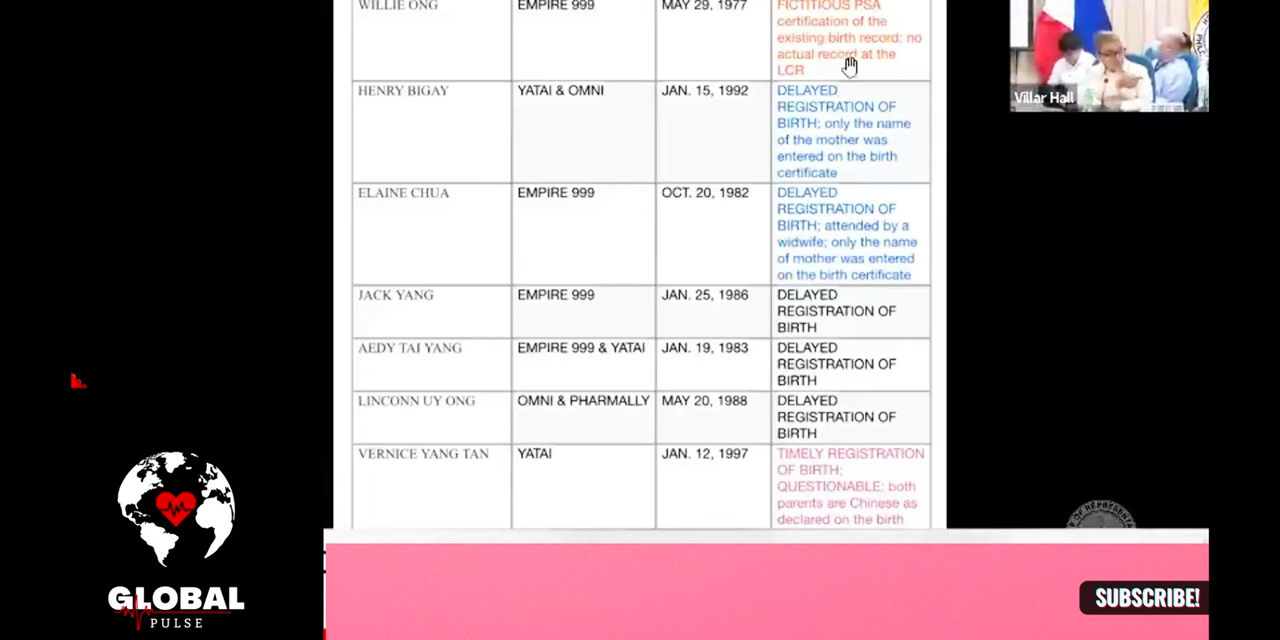 WILLIE ONG
EMPIRE 999
MAY 29, 1977
FICTITIOUS PSA
certification of the
existing birth record; no
actual record at the
LCR
HENRY BIGAY
YATAI & OMNI
JAN. 15, 1992
DELAYED
REGISTRATION OF
BIRTH; only the name
of the mother was
entered on the birth
certificate
ELAINE CHUA
EMPIRE 999
OCT. 20, 1982
DELAYED
REGISTRATION OF
BIRTH; attended by a
widwife; only the name
of mother was entered
on the birth certificate
JACK YANG
EMPIRE 999
JAN. 25, 1986
DELAYED
REGISTRATION OF
BIRTH
AEDY TAI YANG
EMPIRE 999 & YATAI
JAN. 19, 1983
DELAYED
REGISTRATION OF
BIRTH
LINCONN UY ONG
OMNI & PHARMALLY
MAY 20, 1988
DELAYED
REGISTRATION OF
BIRTH
VERNICE YANG TAN
YATAI
JAN. 12, 1997
TIMELY REGISTRATION
OF BIRTH;
QUESTIONABLE; both
parents are Chinese as
declared on the birth
Villar Hall
GLOBAL
PULSE
SUBSCRIBE!